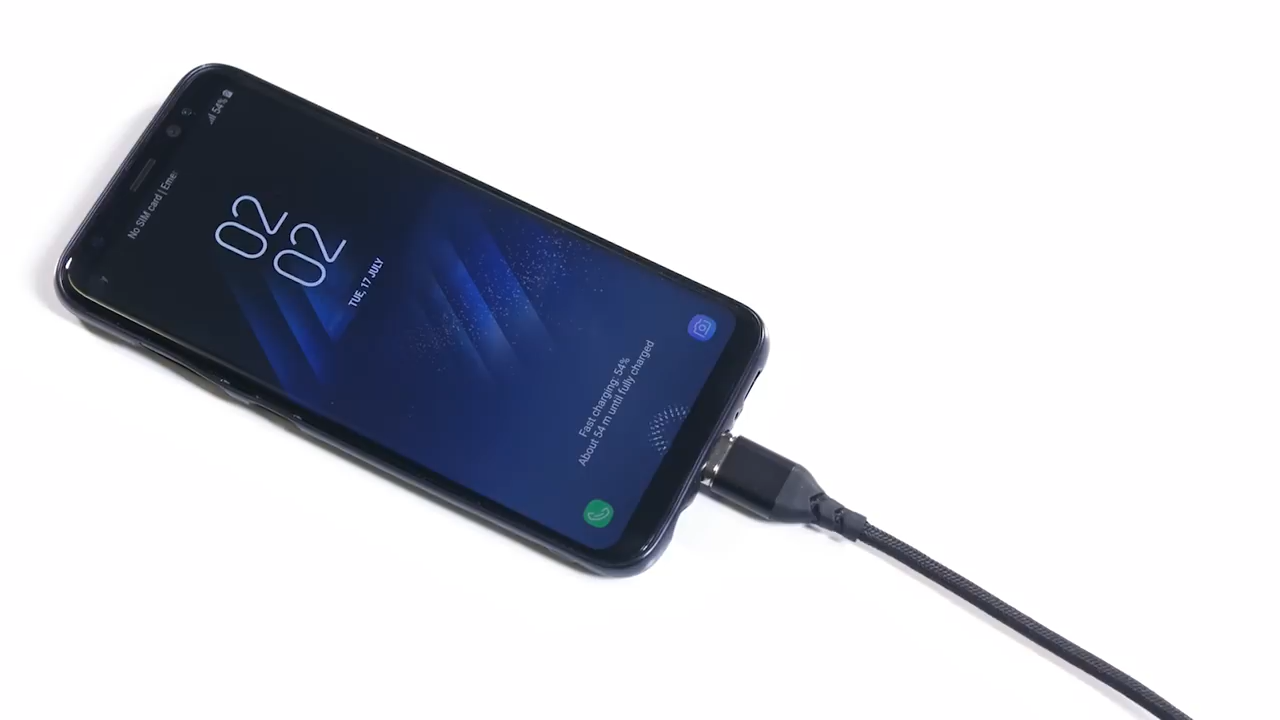 54%
No SIM card | Eme
02
02
TUE, 17 JULY
Fast charging: 54%
About 54 m until fully charged